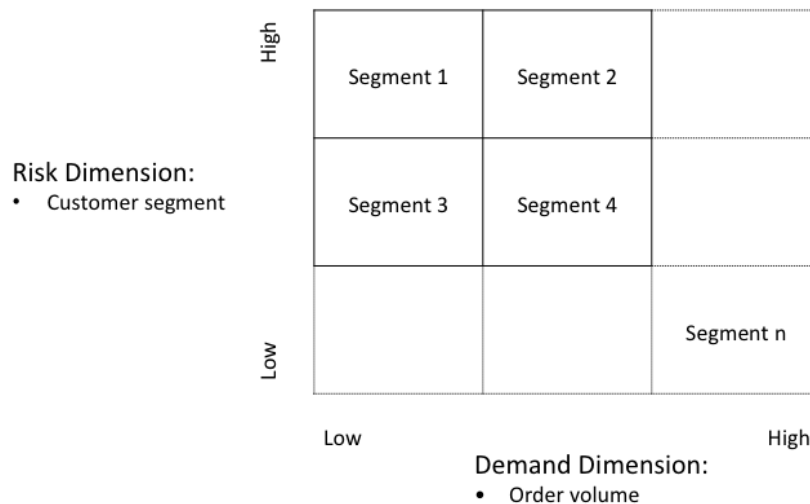 High
Segment 1
Segment 2
Risk Dimension:
• Customer segment
Segment 3
Segment 4
Segment n
Low
Low
High
Demand Dimension:
• Order volume